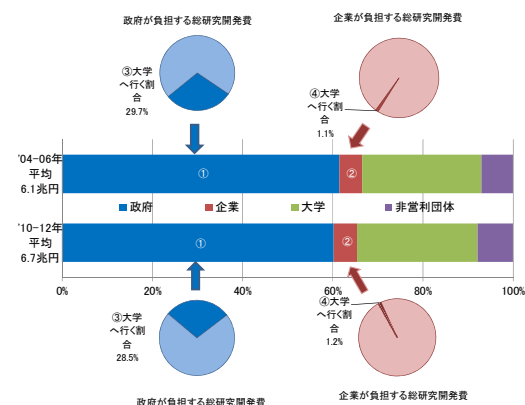 政府が負担する総研究開発費
企業が負担する総研究開発費
③大学
へ行く割
合
29.7%
④大学
へ行く割
合
1.1%
'04-06年
平均
6.1兆円
①
②
政府
企業
大学
非営利団体
'10-12年
平均
6.7兆円
①
②
0%
20%
40%
60%
80%
100%
③大学
へ行く割
合
28.5%
④大学
へ行く割
合
1.2%
政府が負担する総研究開発費
企業が負担する総研究開発費